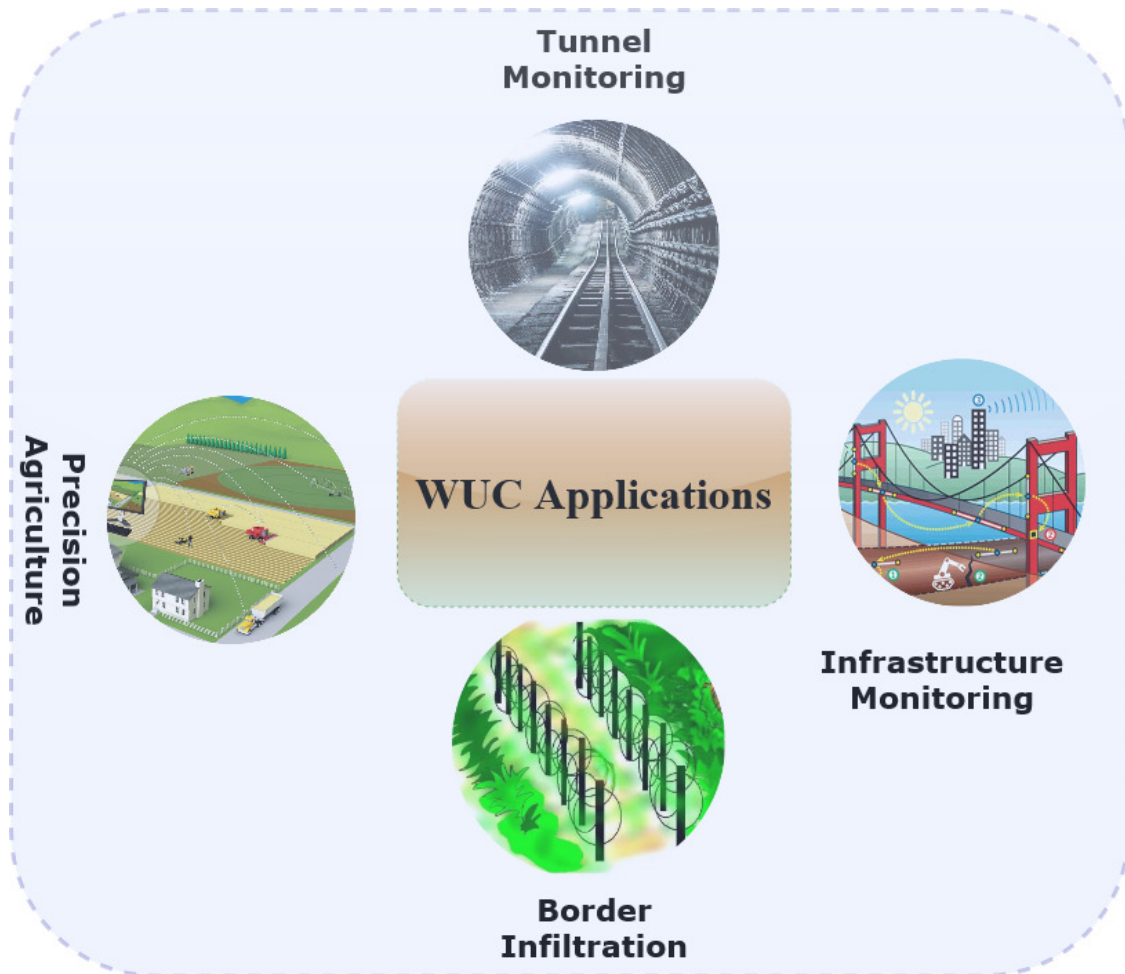 Tunnel
Monitoring
Precision
Agriculture
WUC Applications
Infrastructure
Monitoring
Border
Infiltration